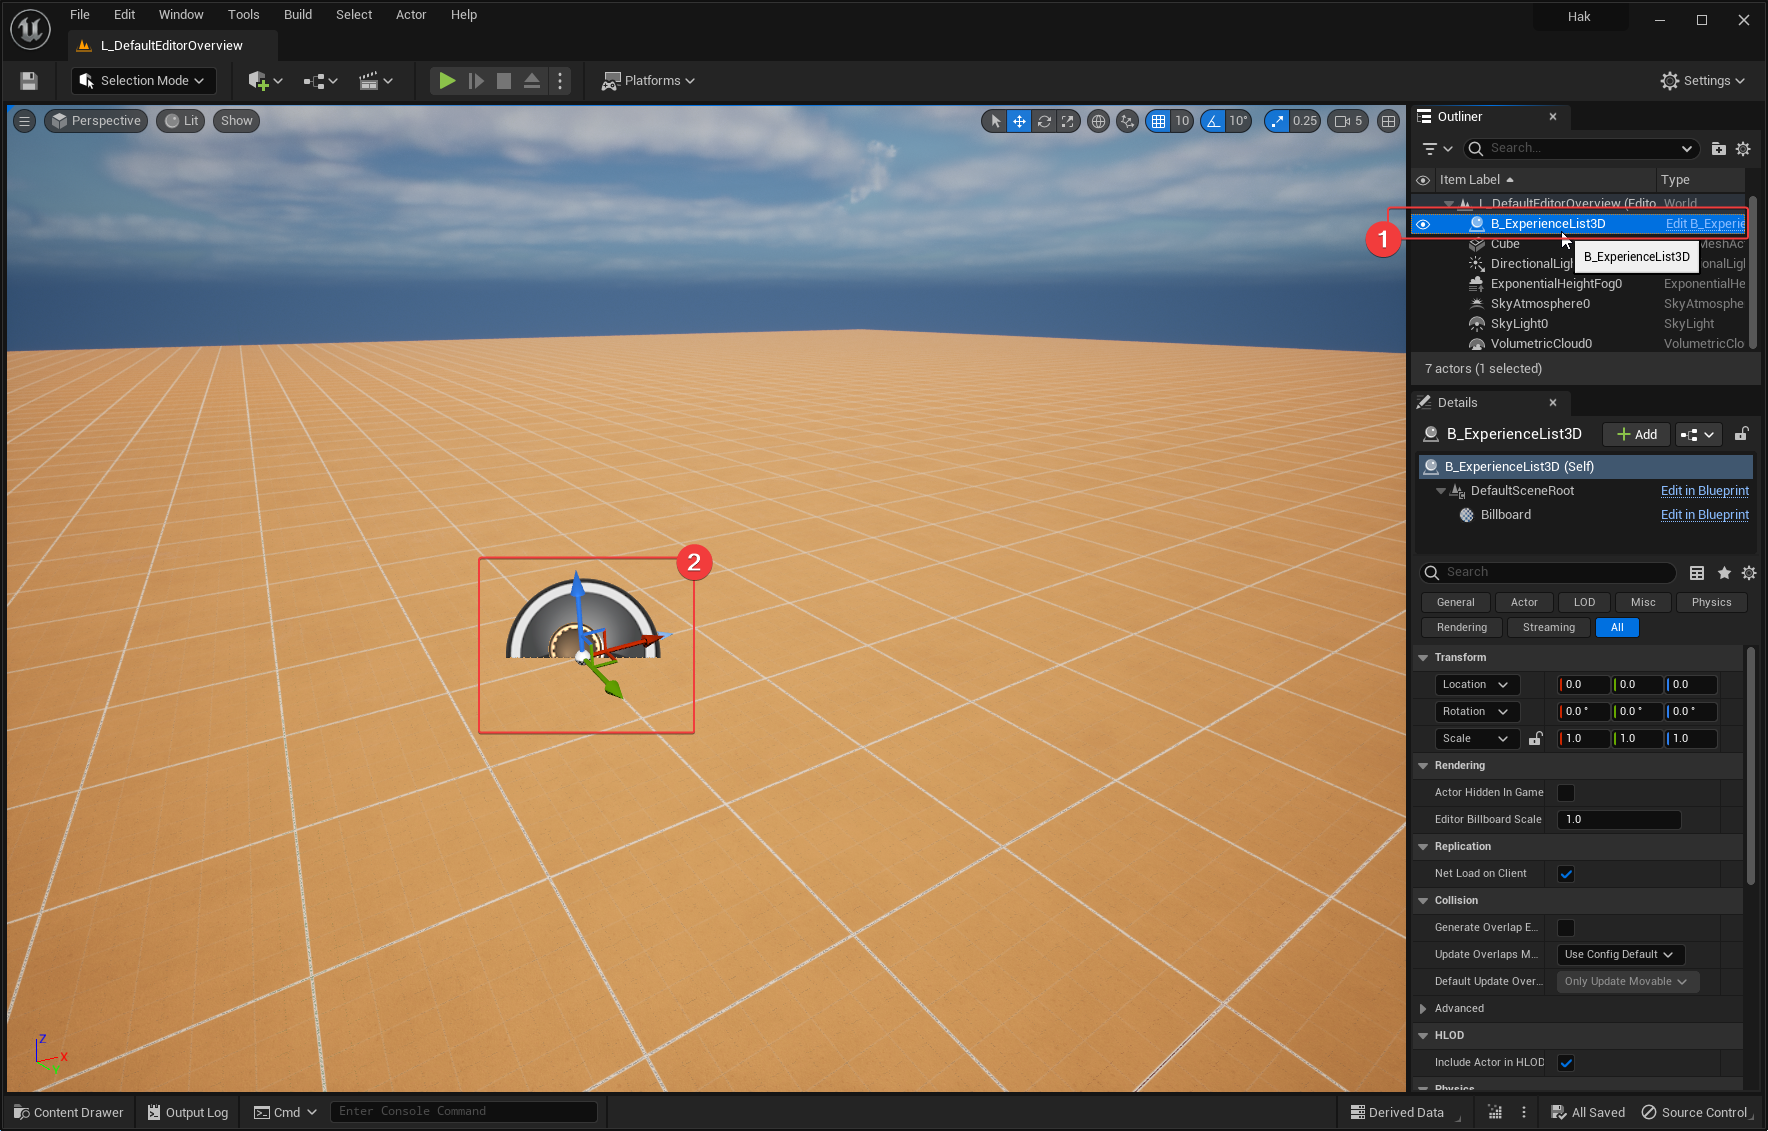 File Edit Window Tools Build Select Actor Help
Hak
L_DefaultEditorOverview
Selection Mode
Platforms
Settings
Perspective Lit Show
10 10° 0.25 5
Outliner
Search...
Item Label Type
L_DefaultEditorOverview (Edito World
B_ExperienceList3D Edit B_Experie
1
Cube MeshAc
DirectionalLigh onalLigl
B_ExperienceList3D
ExponentialHeightFog0 ExponentialHe
SkyAtmosphere0 SkyAtmosphe
SkyLight0 SkyLight
VolumetricCloud0 VolumetricClo
7 actors (1 selected)
Details
B_ExperienceList3D
Add
B_ExperienceList3D (Self)
DefaultSceneRoot Edit in Blueprint
Billboard Edit in Blueprint
2
Search
General Actor LOD Misc Physics
Rendering Streaming All
Transform
Location 0.0 0.0 0.0
Rotation 0.0 ° 0.0 ° 0.0 °
Scale 1.0 1.0 1.0
Rendering
Actor Hidden In Game
Editor Billboard Scale 1.0
Replication
Net Load on Client
Collision
Generate Overlap E...
Update Overlaps M... Use Config Default
Default Update Over... Only Update Movable
Advanced
HLOD
Include Actor in HLOD
Physics
Z
X
Y
Content Drawer Output Log Cmd Enter Console Command
Derived Data All Saved Source Control